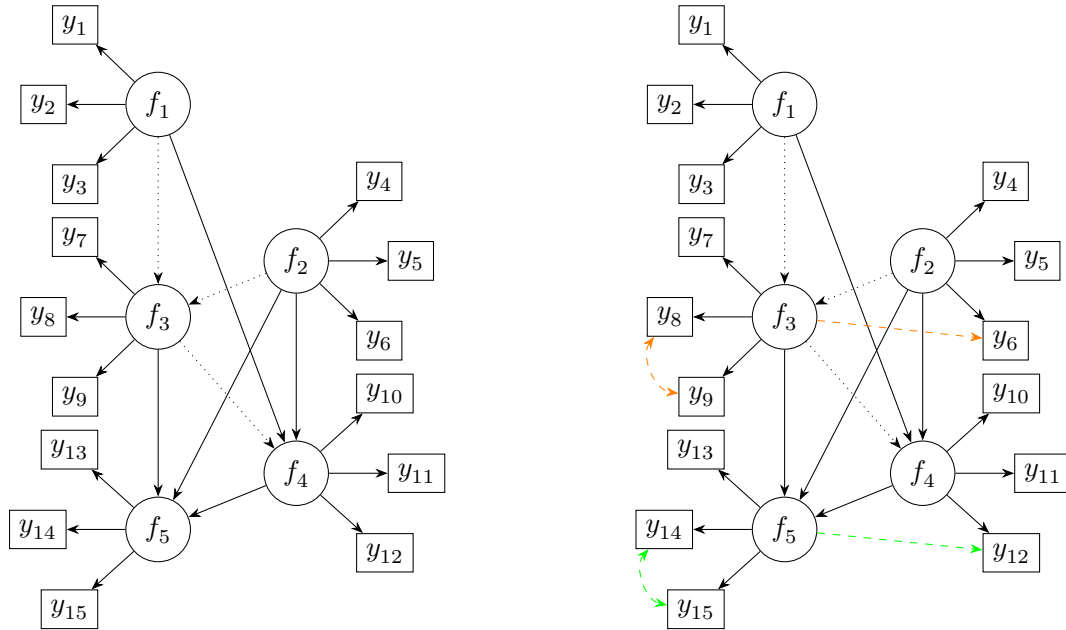 y₁
f₁
y₂
y₃
y₄
y₇
f₂
y₅
y₈
f₃
y₆
y₉
y₁₀
y₁₃
f₄
y₁₁
y₁₄
f₅
y₁₂
y₁₅
y₁
f₁
y₂
y₃
y₄
y₇
f₂
y₅
y₈
f₃
y₆
y₉
y₁₀
y₁₃
f₄
y₁₁
y₁₄
f₅
y₁₂
y₁₅